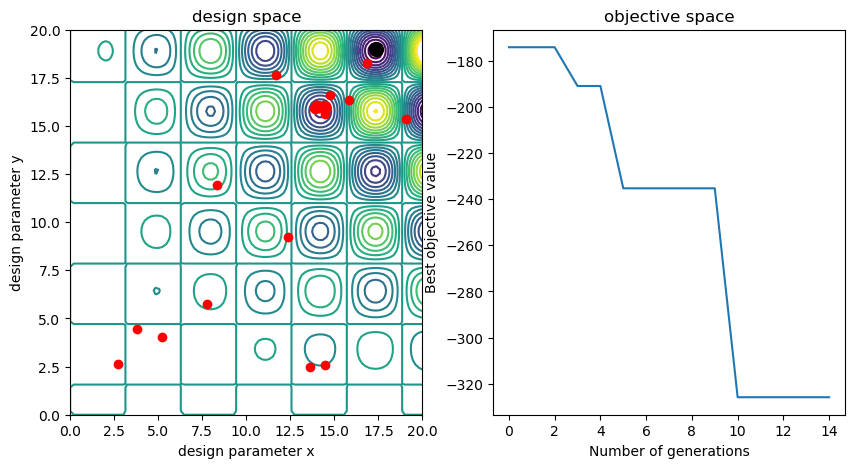 design space
20.0
17.5
15.0
12.5
10.0
7.5
5.0
2.5
0.0
design parameter y
0.0 2.5 5.0 7.5 10.0 12.5 15.0 17.5 20.0
design parameter x
objective space
−180
−200
−220
−240
−260
−280
−300
−320
Best objective value
0 2 4 6 8 10 12 14
Number of generations